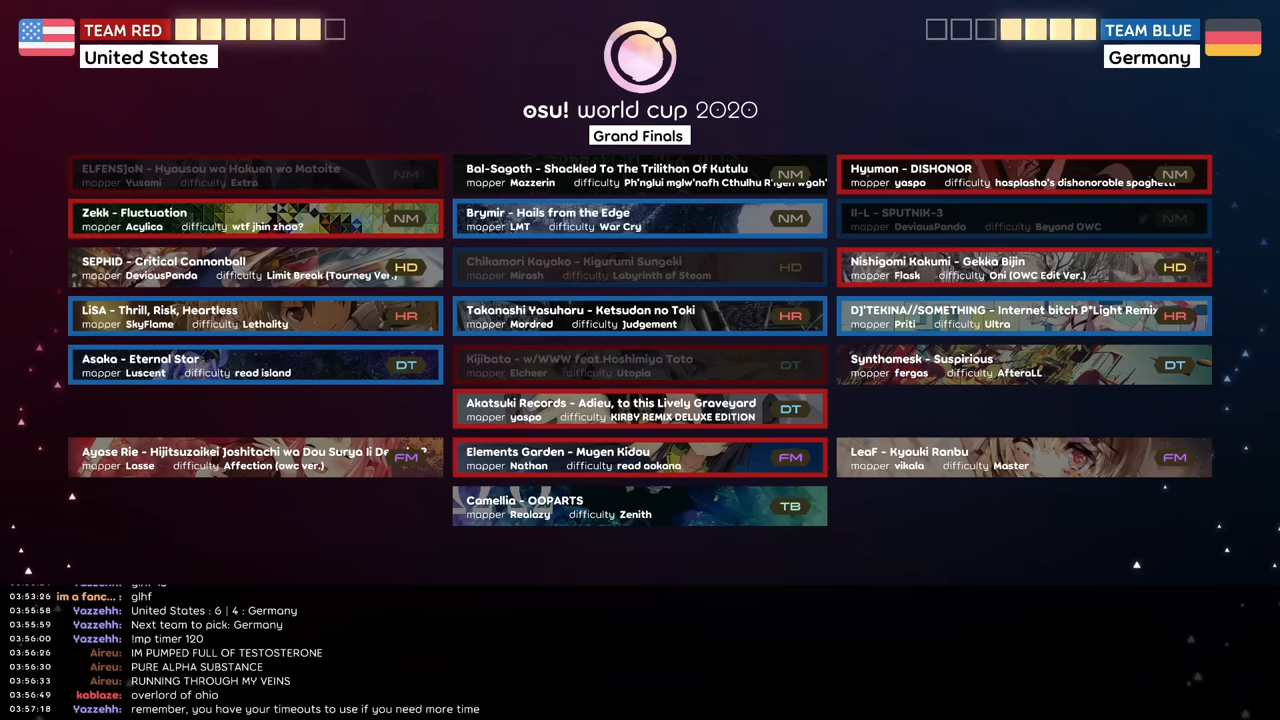 TEAM RED
United States
TEAM BLUE
Germany
osu! world cup 2020
Grand Finals
ELFENSJoN - Hyousou wa Hakuen wo Matoite
mapper Yusomi difficulty Extra
NM
Bal-Sagoth - Shackled To The Trilithon Of Kutulu
mapper Mazzerin difficulty Ph'nglui mglw'nafh Cthulhu R'lyeh wgah'
NM
Hyuman - DISHONOR
mapper yaspo difficulty hasplasho's dishonorable spaghetti
NM
Zekk - Fluctuation
mapper Acylica difficulty wtf jhin zhao?
NM
Brymir - Hails from the Edge
mapper LMT difficulty War Cry
NM
II-L - SPUTNIK-3
mapper DeviousPanda difficulty Beyond OWC
NM
SEPHID - Critical Cannonball
mapper DeviousPanda difficulty Limit Break (Tourney Ver.)
HD
Chikamori Kayako - Kigurumi Sungeki
mapper Mirash difficulty Labyrinth of Steam
HD
Nishigomi Kakumi - Gekka Bijin
mapper Flask difficulty Oni (OWC Edit Ver.)
HD
LiSA - Thrill, Risk, Heartless
mapper SkyFlame difficulty Lethality
HR
Takanashi Yasuharu - Ketsudan no Toki
mapper Mordred difficulty Judgement
HR
DJ'TEKINA//SOMETHING - Internet bitch P*Light Remix
mapper Priti difficulty Ultra
HR
Asaka - Eternal Star
mapper Luscent difficulty read island
DT
Kijibato - w/WWW feat.Hoshimiya Toto
mapper Elcheer difficulty Utopia
DT
Synthamesk - Suspirious
mapper fergas difficulty AfteraLL
DT
Akatsuki Records - Adieu, to this Lively Graveyard
mapper yaspo difficulty KIRBY REMIX DELUXE EDITION
DT
Ayase Rie - Hijitsuzaikei Joshitachi wa Dou Surya Ii De
mapper Lasse difficulty Affection (owc ver.)
FM
Elements Garden - Mugen Kidou
mapper Nathan difficulty read aokana
FM
LeaF - Kyouki Ranbu
mapper vikala difficulty Master
FM
Camellia - OOPARTS
mapper Realazy difficulty Zenith
TB
03:53:26 im a fanc... : glhf
03:55:58 Yazzehh: United States : 6 | 4 : Germany
03:55:59 Yazzehh: Next team to pick: Germany
03:56:00 Yazzehh: !mp timer 120
03:56:26 Aireu: IM PUMPED FULL OF TESTOSTERONE
03:56:30 Aireu: PURE ALPHA SUBSTANCE
03:56:33 Aireu: RUNNING THROUGH MY VEINS
03:56:49 kablaze: overlord of ohio
03:57:18 Yazzehh: remember, you have your timeouts to use if you need more time